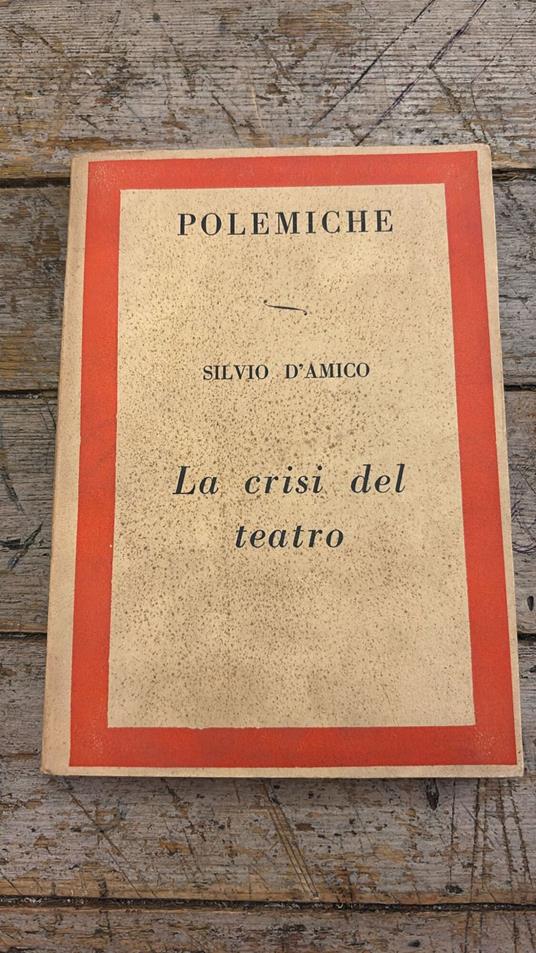 POLEMICHE
SILVIO D'AMICO
La crisi del
teatro